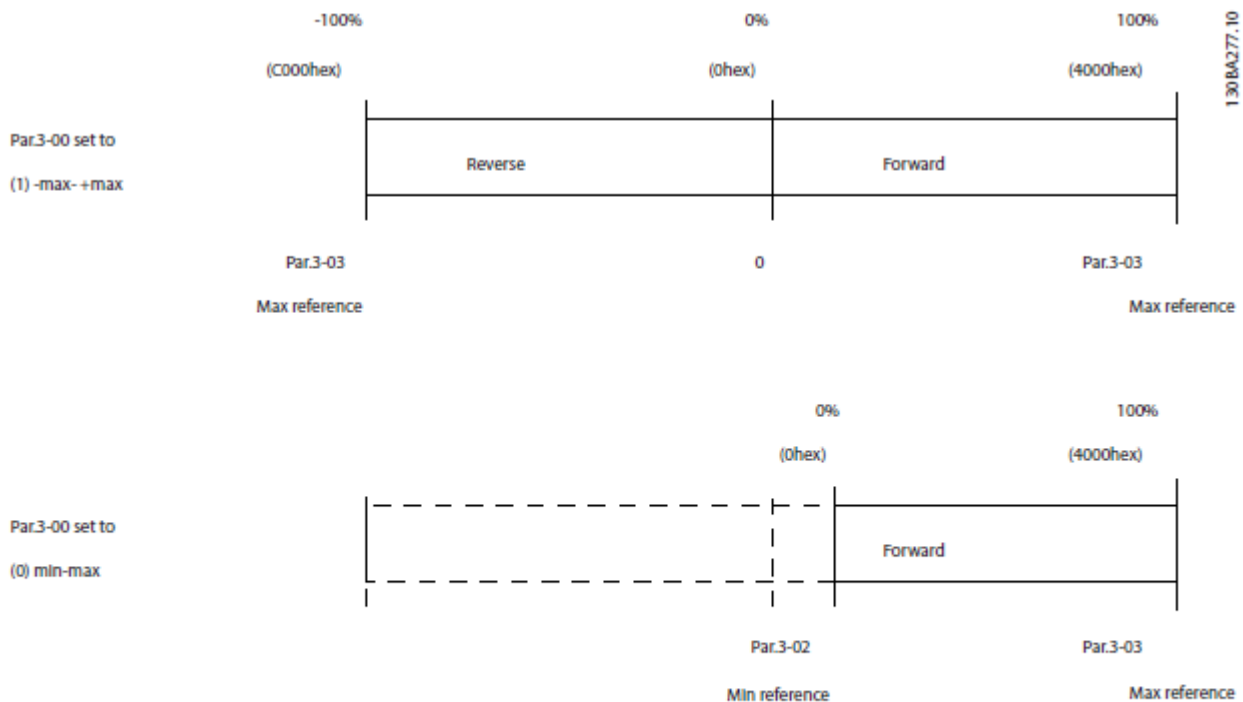 -100% 0% 100%
(C000hex) (0hex) (4000hex)
130BA277.10
Par.3-00 set to
(1) -max- +max
Reverse Forward
Par.3-03 0 Par.3-03
Max reference Max reference
0% 100%
(0hex) (4000hex)
Par.3-00 set to
(0) min-max
Forward
Par.3-02 Par.3-03
Min reference Max reference